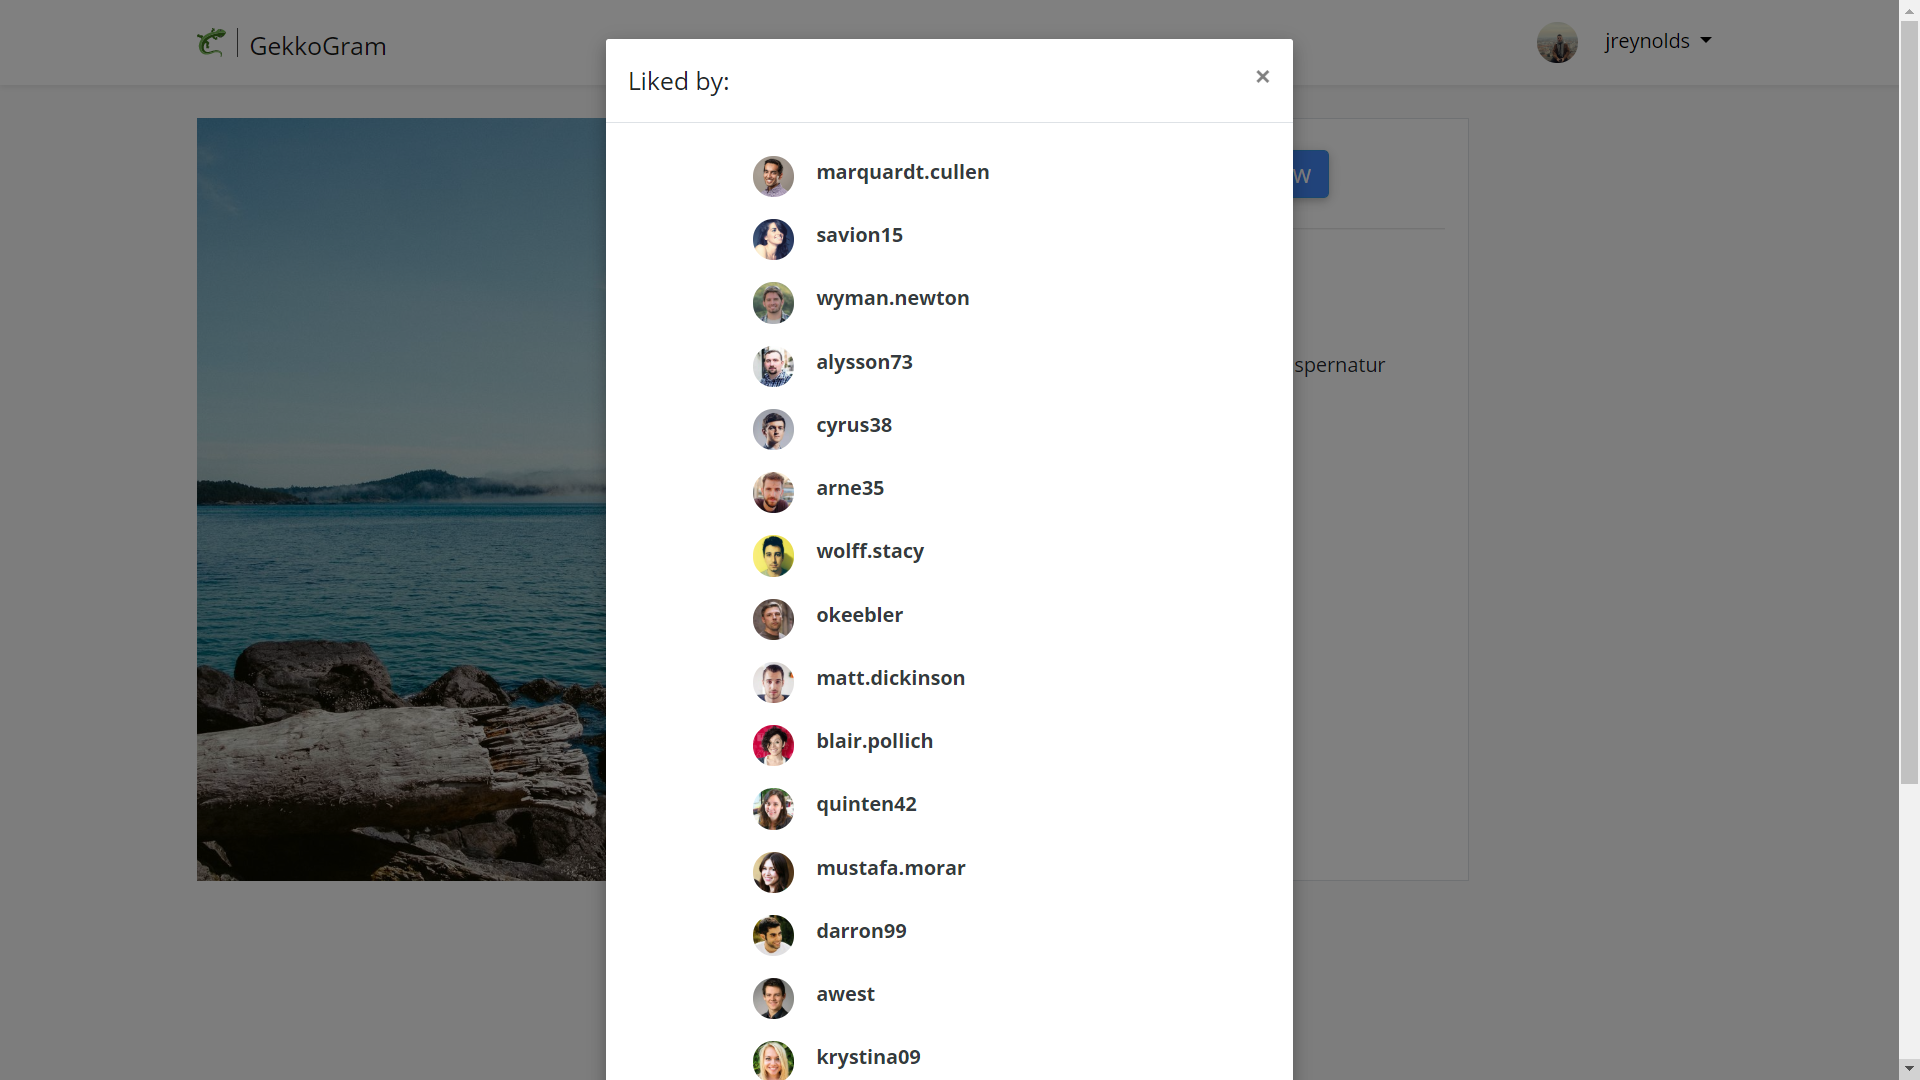 GekkoGram
jreynolds
Liked by:
×
marquardt.cullen
savion15
wyman.newton
alysson73
cyrus38
arne35
wolff.stacy
okeebler
matt.dickinson
blair.pollich
quinten42
mustafa.morar
darron99
awest
krystina09
W
spernatur